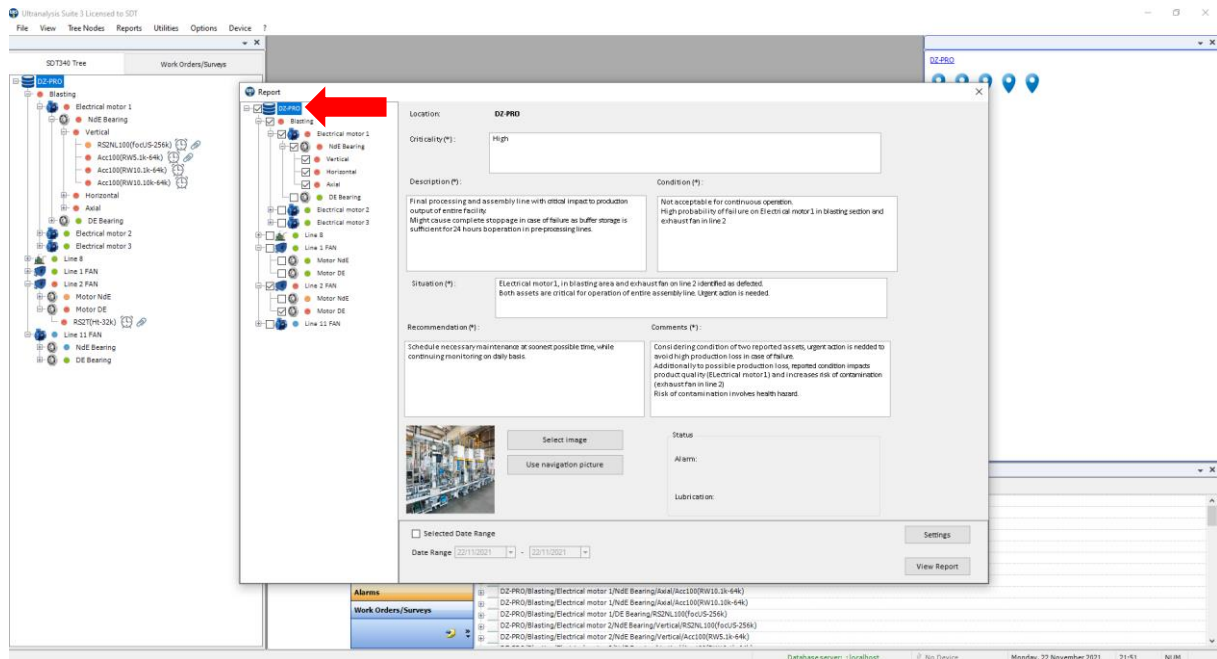 Ultranalysis Suite 3 Licensed to SDT
File View Tree Nodes Reports Utilities Options Device ?
SDT340 Tree
Work Orders/Surveys
DZ-PRO
Blasting
Electrical motor 1
NdE Bearing
Vertical
RS2NL100(focUS-256k)
Acc100(RW5.1k-64k)
Acc100(RW10.1k-64k)
Acc100(RW10.10k-64k)
Horizontal
Axial
DE Bearing
Electrical motor 2
Electrical motor 3
Line 8
Line 1 FAN
Line 2 FAN
Motor NdE
Motor DE
RS2T(Ht-32k)
Line 11 FAN
NdE Bearing
DE Bearing
Report
DZ-PRO
Blasting
Electrical motor 1
NdE Bearing
Vertical
Horizontal
Axial
DE Bearing
Electrical motor 2
Electrical motor 3
Line 8
Line 1 FAN
Motor NdE
Motor DE
Line 2 FAN
Motor NdE
Motor DE
Line 11 FAN
Location: DZ-PRO
Criticality(*): High
Description(*):
Final processing and assembly line with critical impact to production
output of entire facility
Might cause complete stoppage in case of failure as buffer storage is
sufficient for 24 hours boperation in pre-processing lines.
Condition (*):
Not acceptable for continuous operation.
High probability of failure on Electrical motor 1 in blasting section and
exhaust fan in line 2
Situation (*):
ELectrical motor 1, in blasting area and exhaust fan on line 2 identified as defected.
Both assets are critical for operation of entire assembly line. Urgent action is needed.
Recommendation (*):
Schedule necessary maintenance at soonest possible time, while
continuing monitoring on daily basis.
Comments (*):
Considering condition of two reported assets, urgent action is nedded to
avoid high production loss in case of failure.
Additionally to possible production loss, reported condition impacts
product quality (ELectrical motor 1) and increases risk of contamination
(exhaust fan in line 2)
Risk of contamination involves health hazard.
Select image
Use navigation picture
Status
Alarm:
Lubrication:
Selected Date Range
Date Range 22/11/2021 - 22/11/2021
Settings
View Report
DZ-PRO
Alarms
Work Orders/Surveys
DZ-PRO/Blasting/Electrical motor 1/NdE Bearing/Axial/Acc100(RW10.1k-64k)
DZ-PRO/Blasting/Electrical motor 1/NdE Bearing/Axial/Acc100(RW10.10k-64k)
DZ-PRO/Blasting/Electrical motor 1/DE Bearing/RS2NL100(focUS-256k)
DZ-PRO/Blasting/Electrical motor 2/NdE Bearing/Vertical/RS2NL100(focUS-256k)
DZ-PRO/Blasting/Electrical motor 2/NdE Bearing/Vertical/Acc100(RW5.1k-64k)
Database server: :localhost
No Device
Monday, 22 November 2021
21:51
NUM